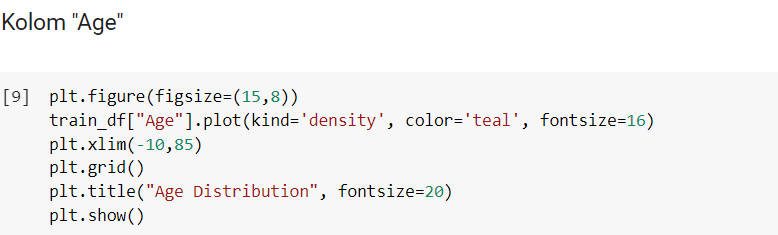 Kolom "Age"
[9] plt.figure(figsize=(15,8))
train_df["Age"].plot(kind='density', color='teal', fontsize=16)
plt.xlim(-10,85)
plt.grid()
plt.title("Age Distribution", fontsize=20)
plt.show()